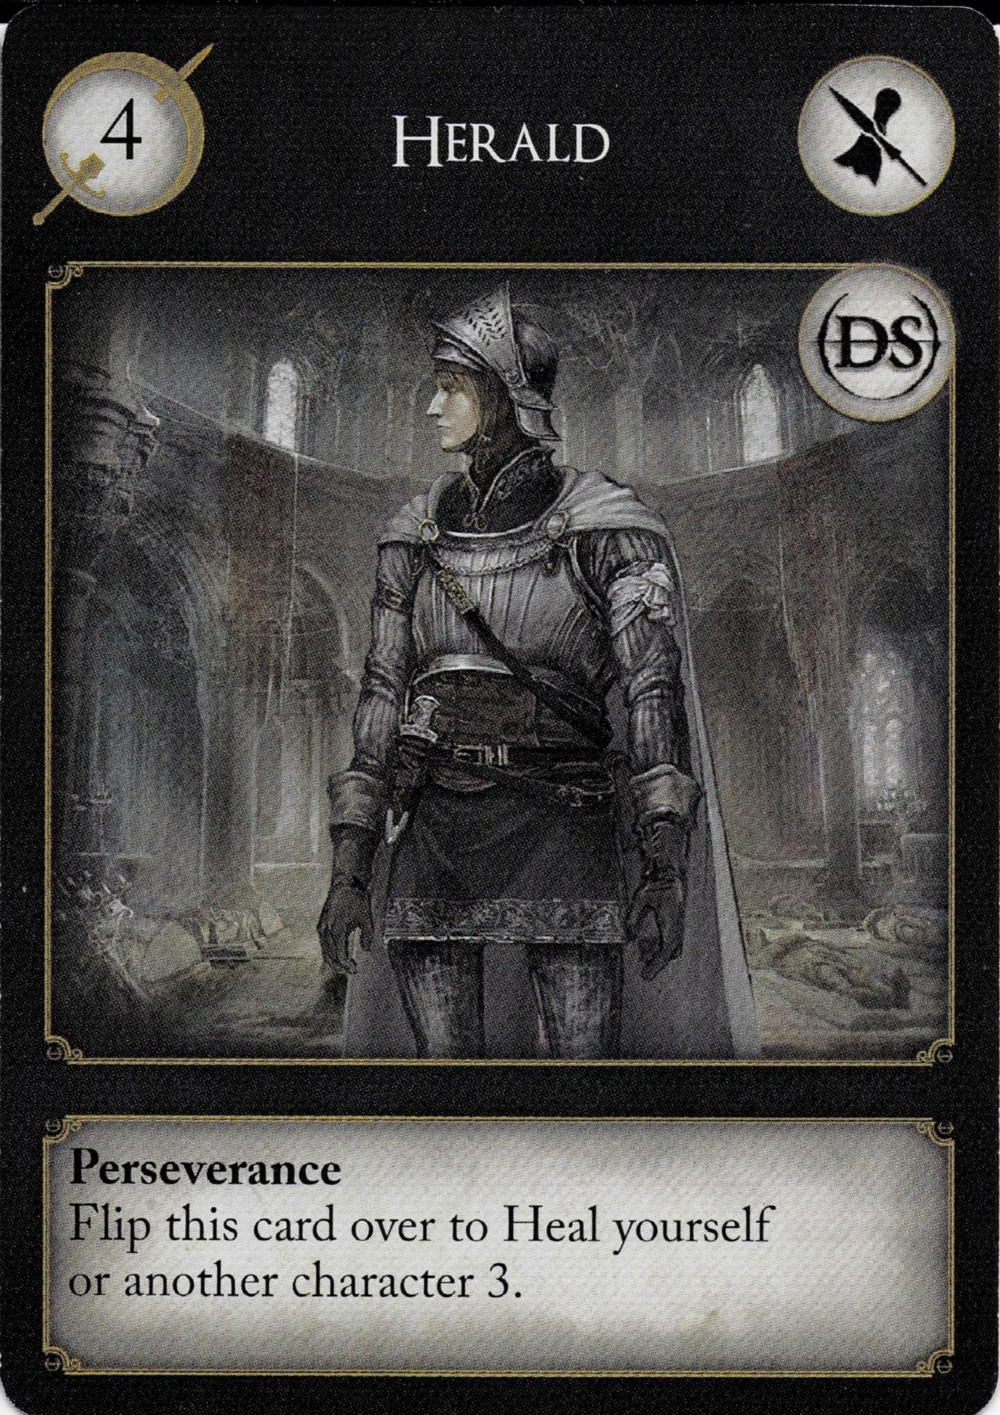 4
HERALD
DS
Perseverance
Flip this card over to Heal yourself
or another character 3.